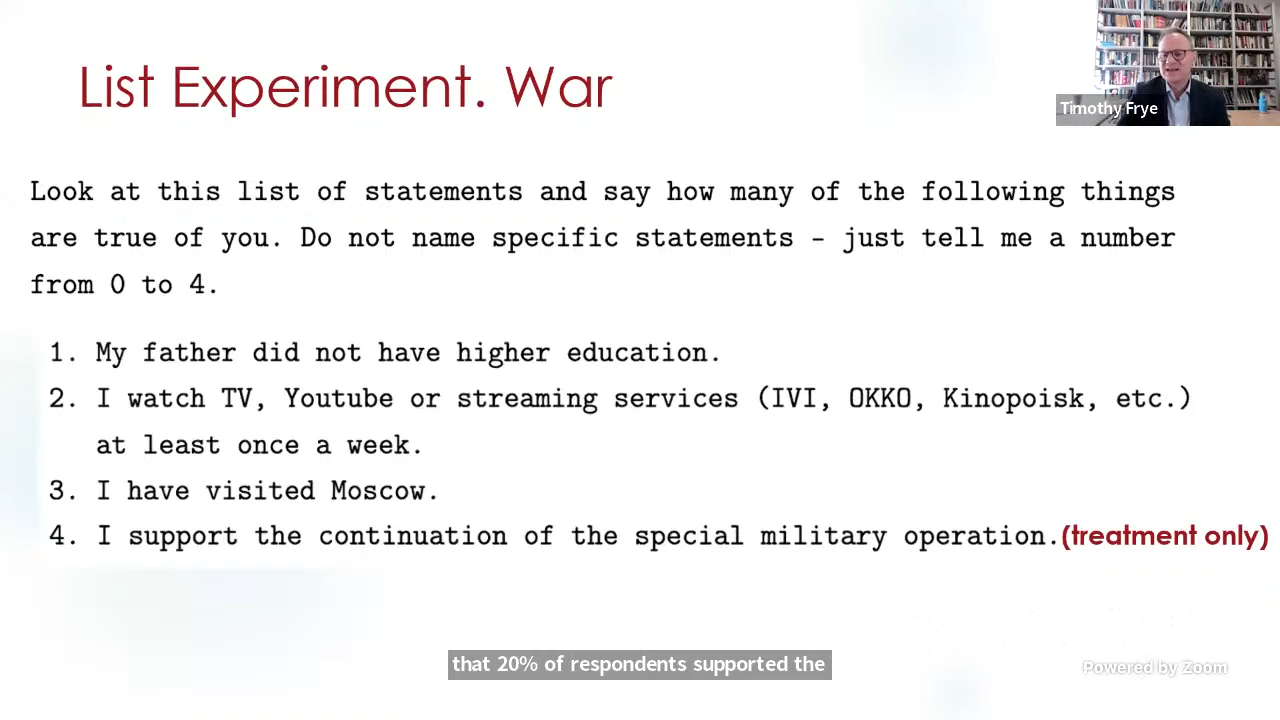 List Experiment. War
Timothy Frye
Look at this list of statements and say how many of the following things
are true of you. Do not name specific statements – just tell me a number
from 0 to 4.
1. My father did not have higher education.
2. I watch TV, Youtube or streaming services (IVI, OKKO, Kinopoisk, etc.)
at least once a week.
3. I have visited Moscow.
4. I support the continuation of the special military operation.(treatment only)
that 20% of respondents supported the
Powered by Zoom